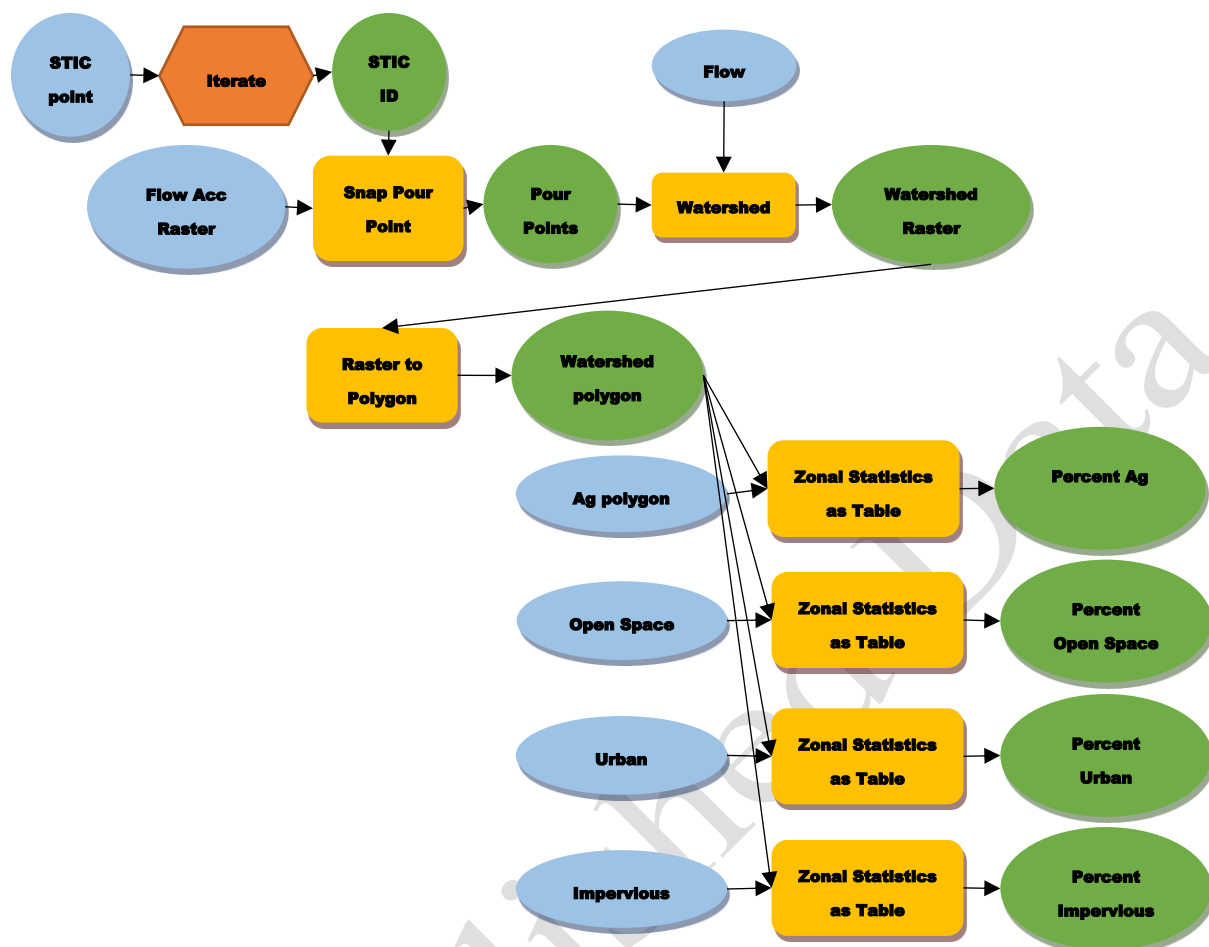 STIC
point
Iterate
STIC
ID
Flow
Flow Acc
Raster
Snap Pour
Point
Pour
Points
Watershed
Watershed
Raster
Raster to
Polygon
Watershed
polygon
Ag polygon
Zonal Statistics
as Table
Percent Ag
Open Space
Zonal Statistics
as Table
Percent
Open Space
Urban
Zonal Statistics
as Table
Percent
Urban
Impervious
Zonal Statistics
as Table
Percent
Impervious
Data